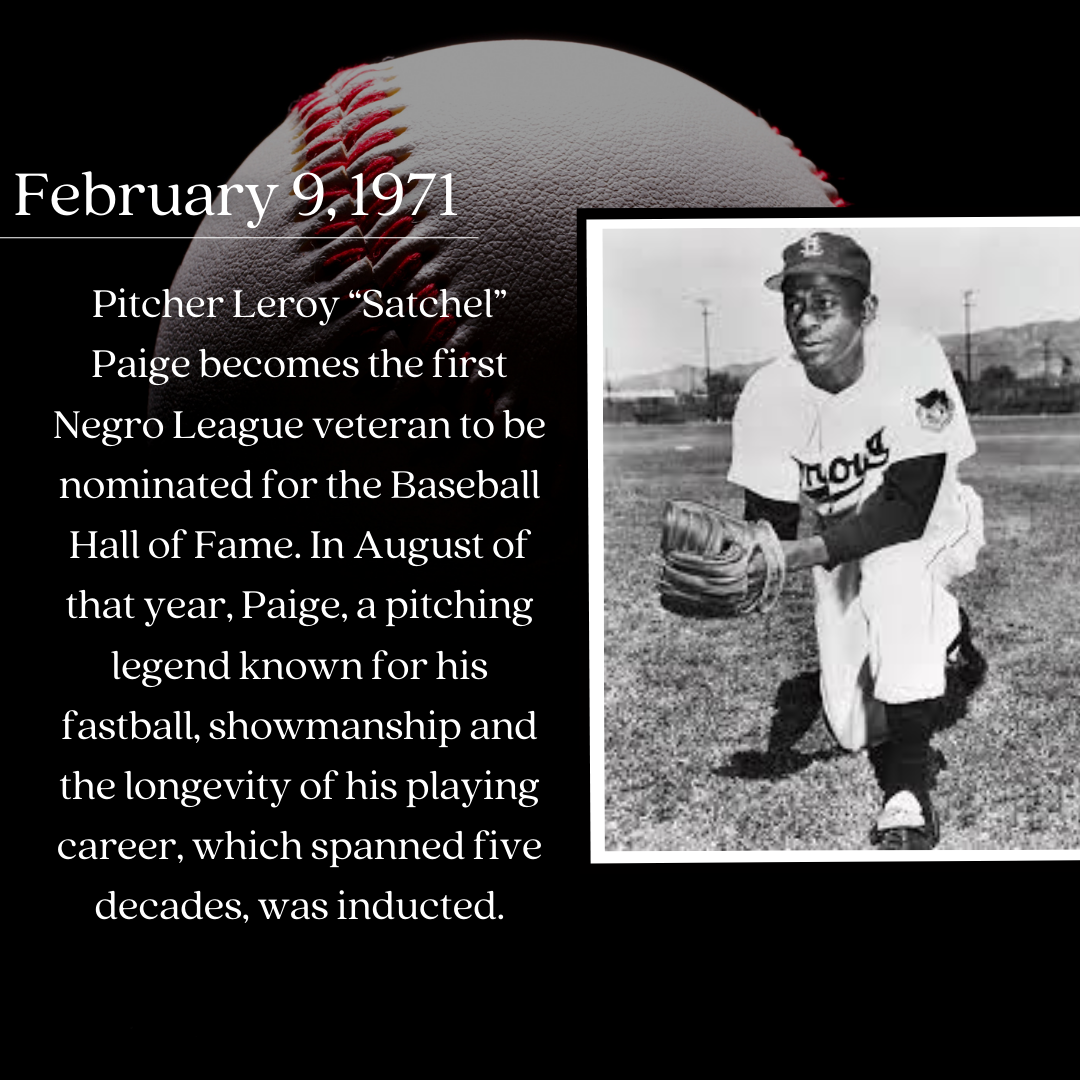 February 9, 1971
Pitcher Leroy “Satchel”
Paige becomes the first
Negro League veteran to be
nominated for the Baseball
Hall of Fame. In August of
that year, Paige, a pitching
legend known for his
fastball, showmanship and
the longevity of his playing
career, which spanned five
decades, was inducted.